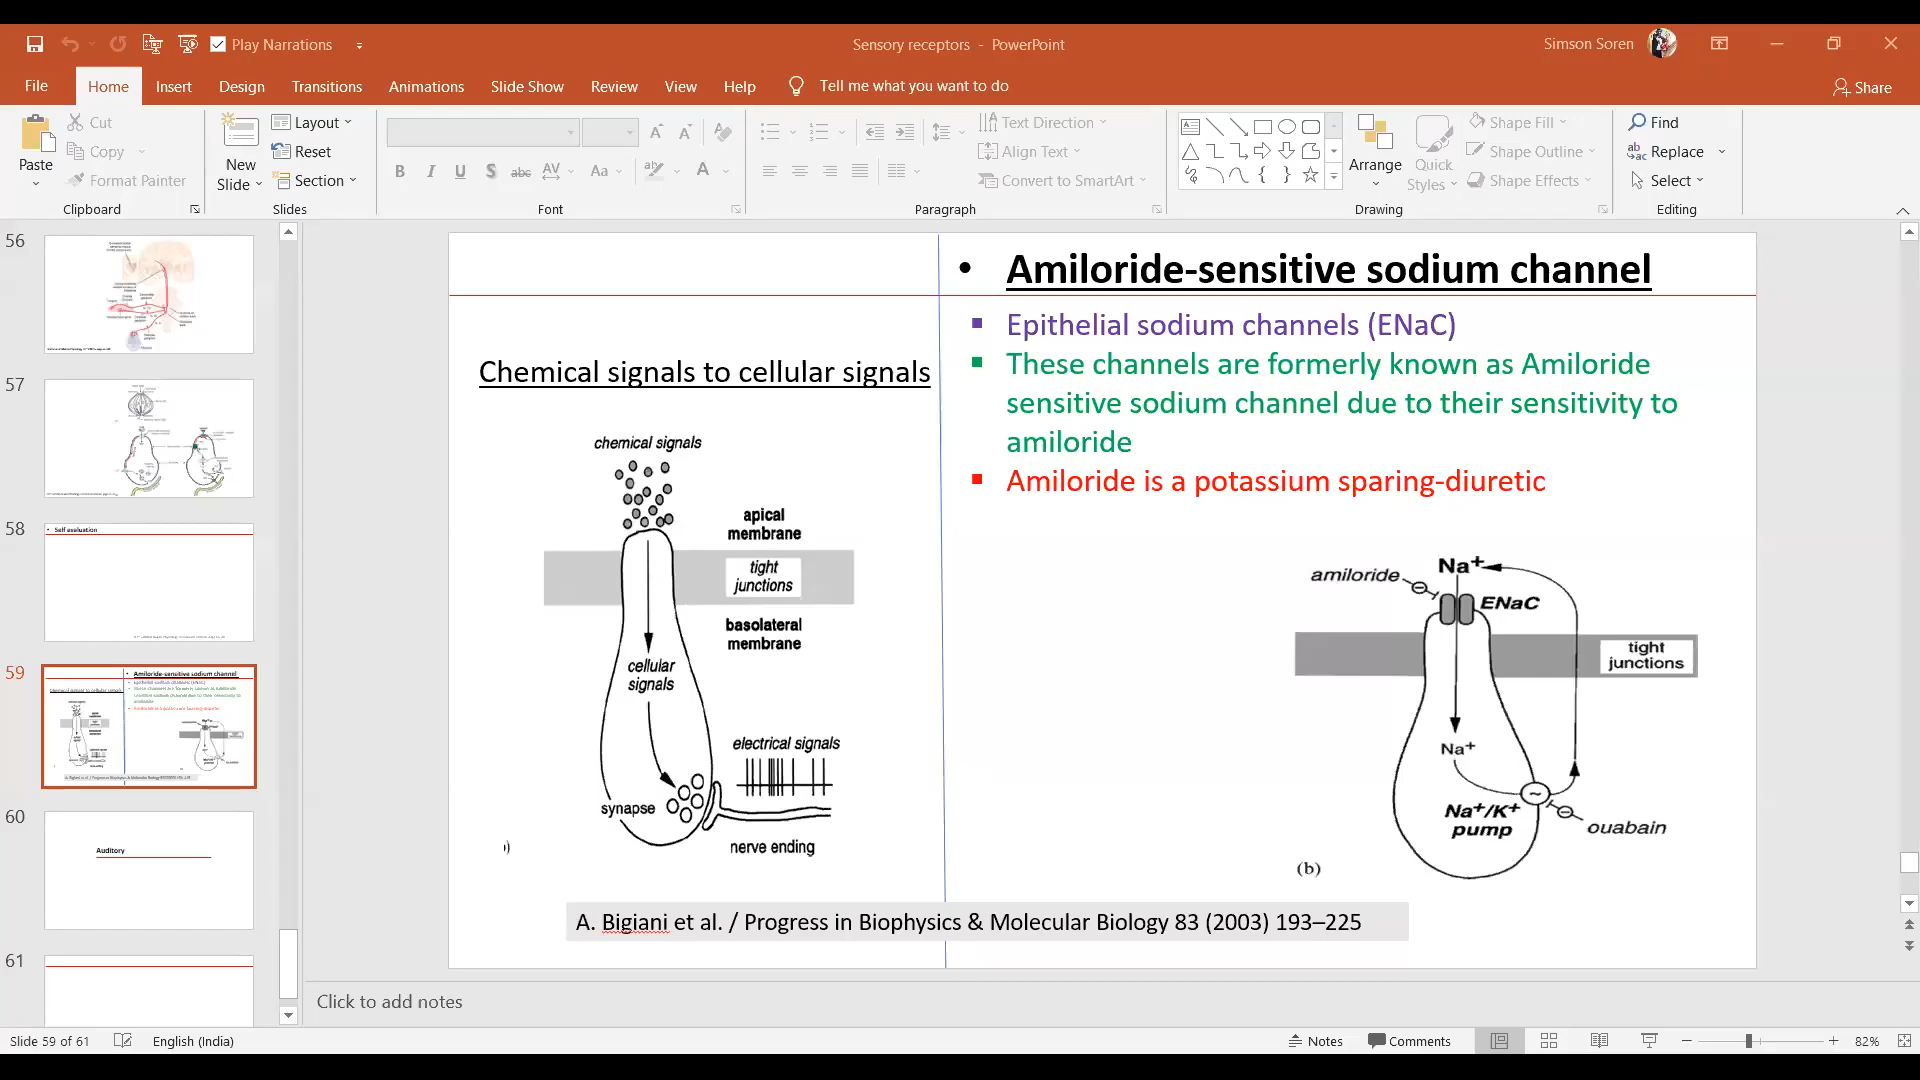 Play Narrations
Sensory receptors - PowerPoint
Simson Soren
File
Home
Insert
Design
Transitions
Animations
Slide Show
Review
View
Help
Tell me what you want to do
Share
Paste
Cut
Copy
Format Painter
Clipboard
New
Slide
Layout
Reset
Section
Slides
Font
Text Direction
Align Text
Convert to SmartArt
Paragraph
Arrange
Quick
Styles
Shape Fill
Shape Outline
Shape Effects
Drawing
Find
Replace
Select
Editing
56
57
58
• Self evaluation
59
60
Auditory
61
Chemical signals to cellular signals
chemical signals
apical
membrane
tight
junctions
basolateral
membrane
cellular
signals
electrical signals
synapse
nerve ending
• Amiloride-sensitive sodium channel
▪ Epithelial sodium channels (ENaC)
▪ These channels are formerly known as Amiloride
sensitive sodium channel due to their sensitivity to
amiloride
▪ Amiloride is a potassium sparing-diuretic
amiloride
Na⁺
ENaC
tight
junctions
Na⁺
Na⁺/K⁺
pump
ouabain
(b)
A. Bigiani et al. / Progress in Biophysics & Molecular Biology 83 (2003) 193–225
Click to add notes
Slide 59 of 61
English (India)
Notes
Comments
82%